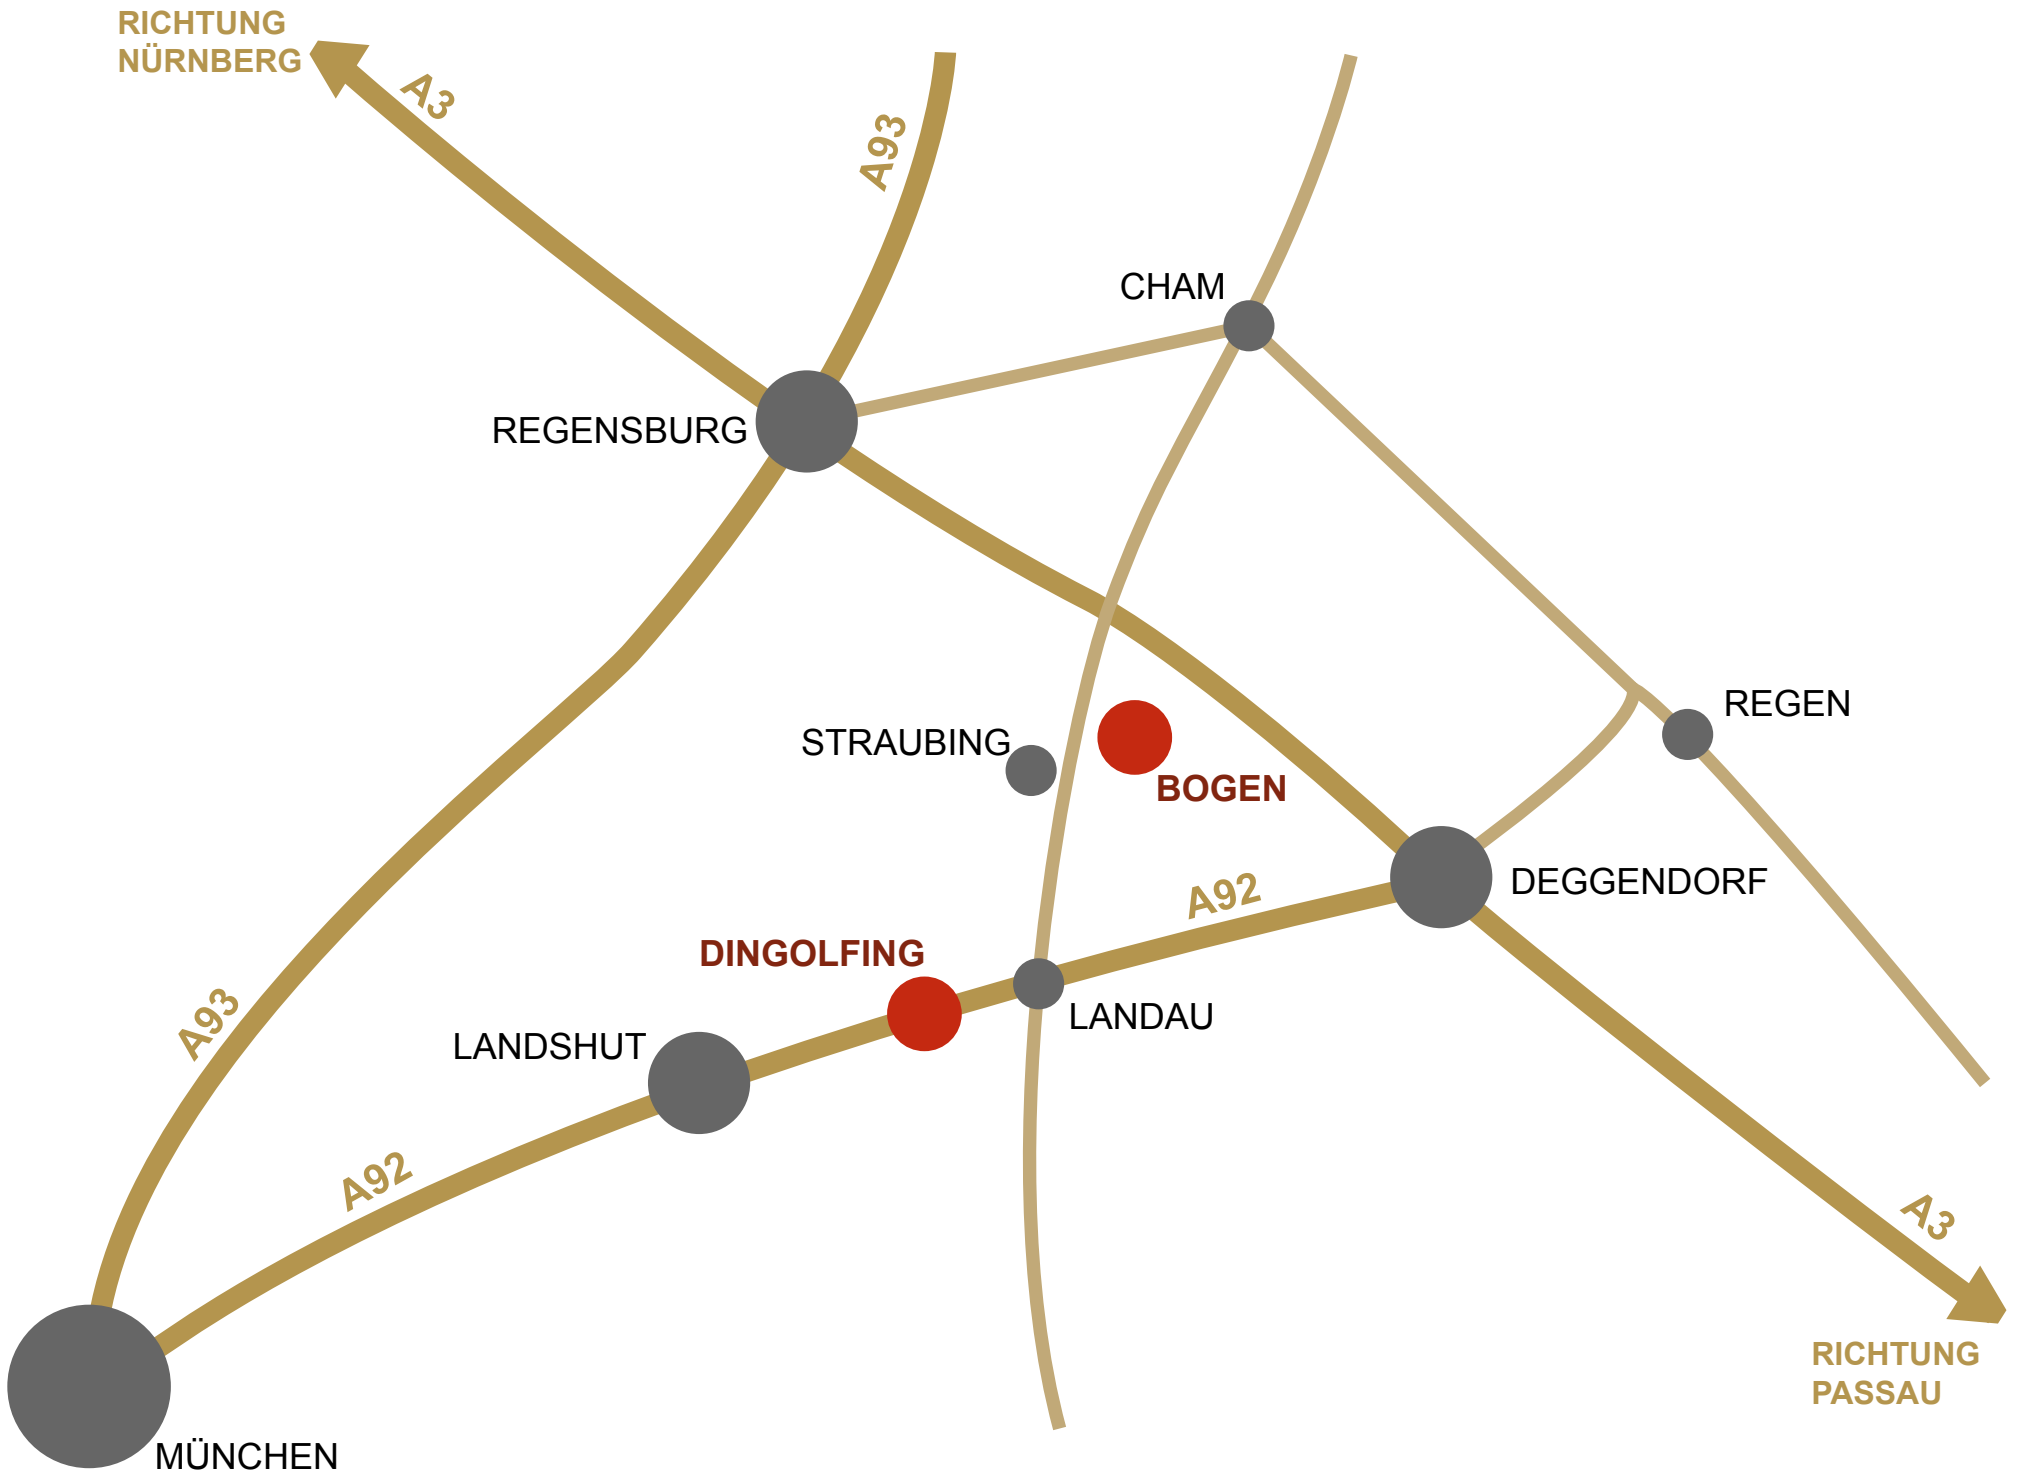 RICHTUNG
NÜRNBERG
A3
A93
CHAM
REGENSBURG
REGEN
STRAUBING
BOGEN
DEGGENDORF
A92
DINGOLFING
LANDAU
A93
LANDSHUT
A92
A3
RICHTUNG
PASSAU
MÜNCHEN